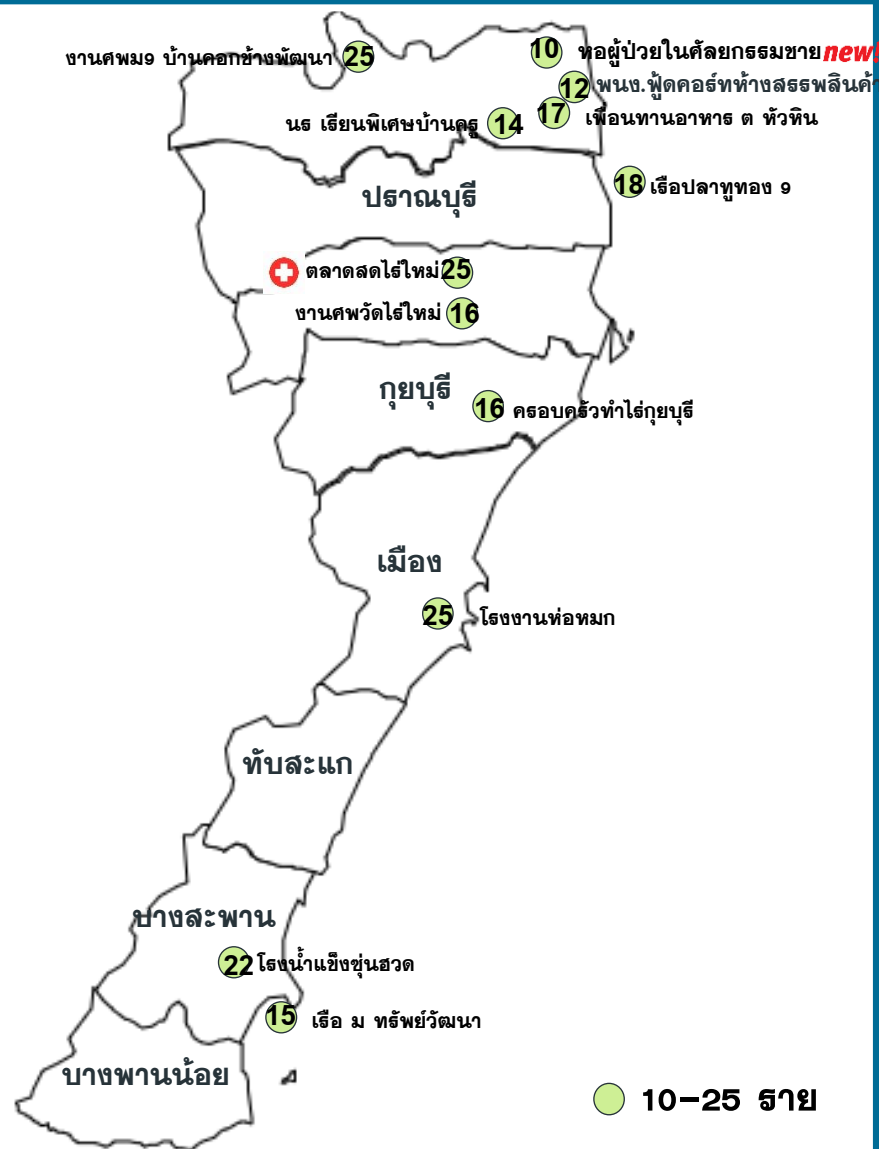 งานศพม9 บ้านคอกช้างพัฒนา 25
10 หอผู้ป่วยในศัลยกรรมชาย new!
12 พนง.ฟู้ดคอร์ทห้างสรรพสินค้า
17 เพื่อนทานอาหาร ต หัวหิน
นร เรียนพิเศษบ้านครู 14
18 เรือปลาทูทอง 9
ปราณบุรี
ตลาดสดไร่ใหม่ 25
งานศพวัดไร่ใหม่ 16
กุยบุรี
16 ครอบครัวทำไร่กุยบุรี
เมือง
25 โรงงานห่อหมก
ทับสะแก
บางสะพาน
22 โรงน้ำแข็งชุ่นฮวด
15 เรือ ม ทรัพย์วัฒนา
บางพานน้อย
10-25 ราย